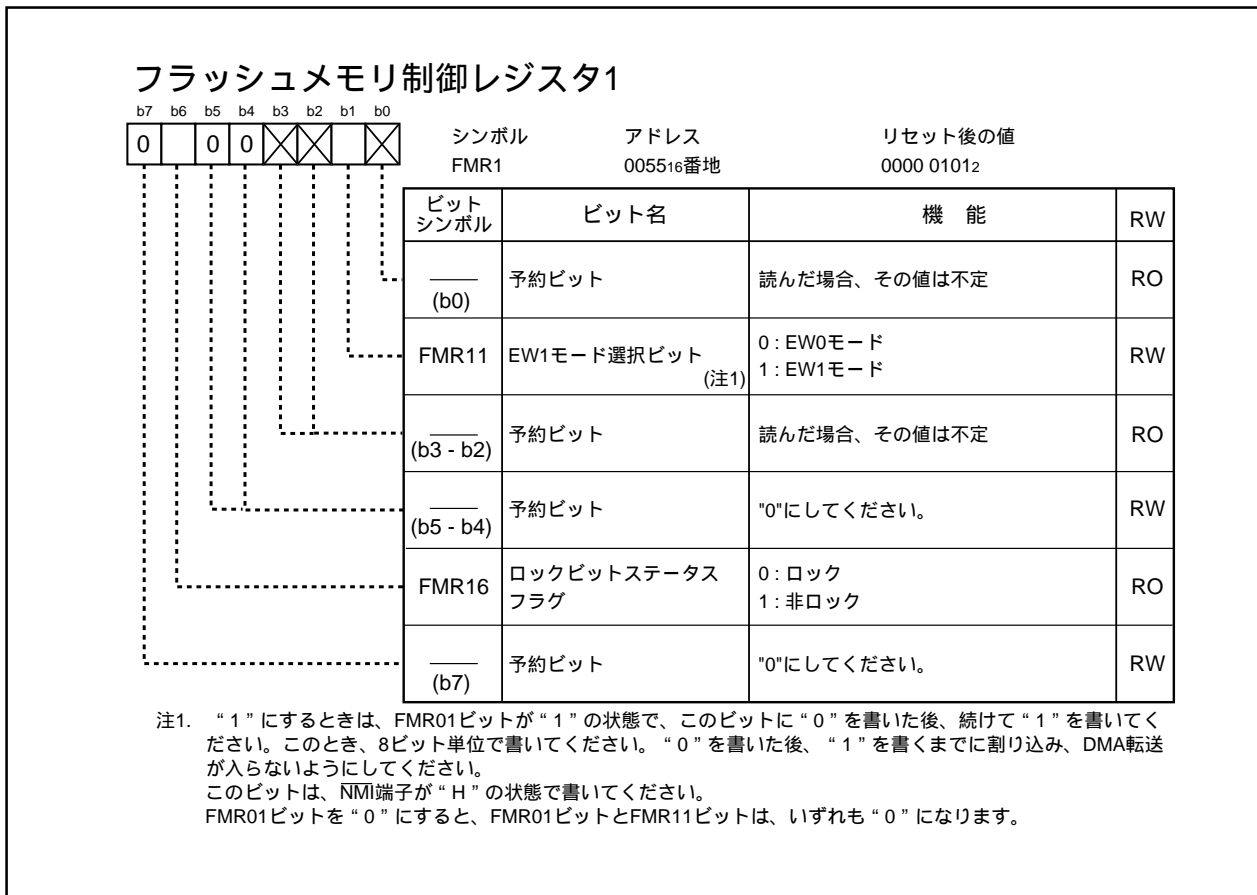 フラッシュメモリ制御レジスタ1
b7 b6 b5 b4 b3 b2 b1 b0
0 0 0
シンボル アドレス リセット後の値
FMR1 005516番地 0000 01012
ビット
シンボル ビット名 機 能 RW
(b0) 予約ビット 読んだ場合、その値は不定 RO
FMR11 EW1モード選択ビット
(注1)
0 : EW0モード
1 : EW1モード
RW
(b3 - b2) 予約ビット 読んだ場合、その値は不定 RO
(b5 - b4) 予約ビット "0"にしてください。 RW
FMR16 ロックビットステータス
フラグ
0 : ロック
1 : 非ロック
RO
(b7) 予約ビット "0"にしてください。 RW
注1. “1”にするときは、FMR01ビットが“1”の状態で、このビットに“0”を書いた後、続けて“1”を書いてく
ださい。このとき、8ビット単位で書いてください。“0”を書いた後、“1”を書くまでに割り込み、DMA転送
が入らないようにしてください。
このビットは、NMI端子が“H”の状態で書いてください。
FMR01ビットを“0”にすると、FMR01ビットとFMR11ビットは、いずれも“0”になります。